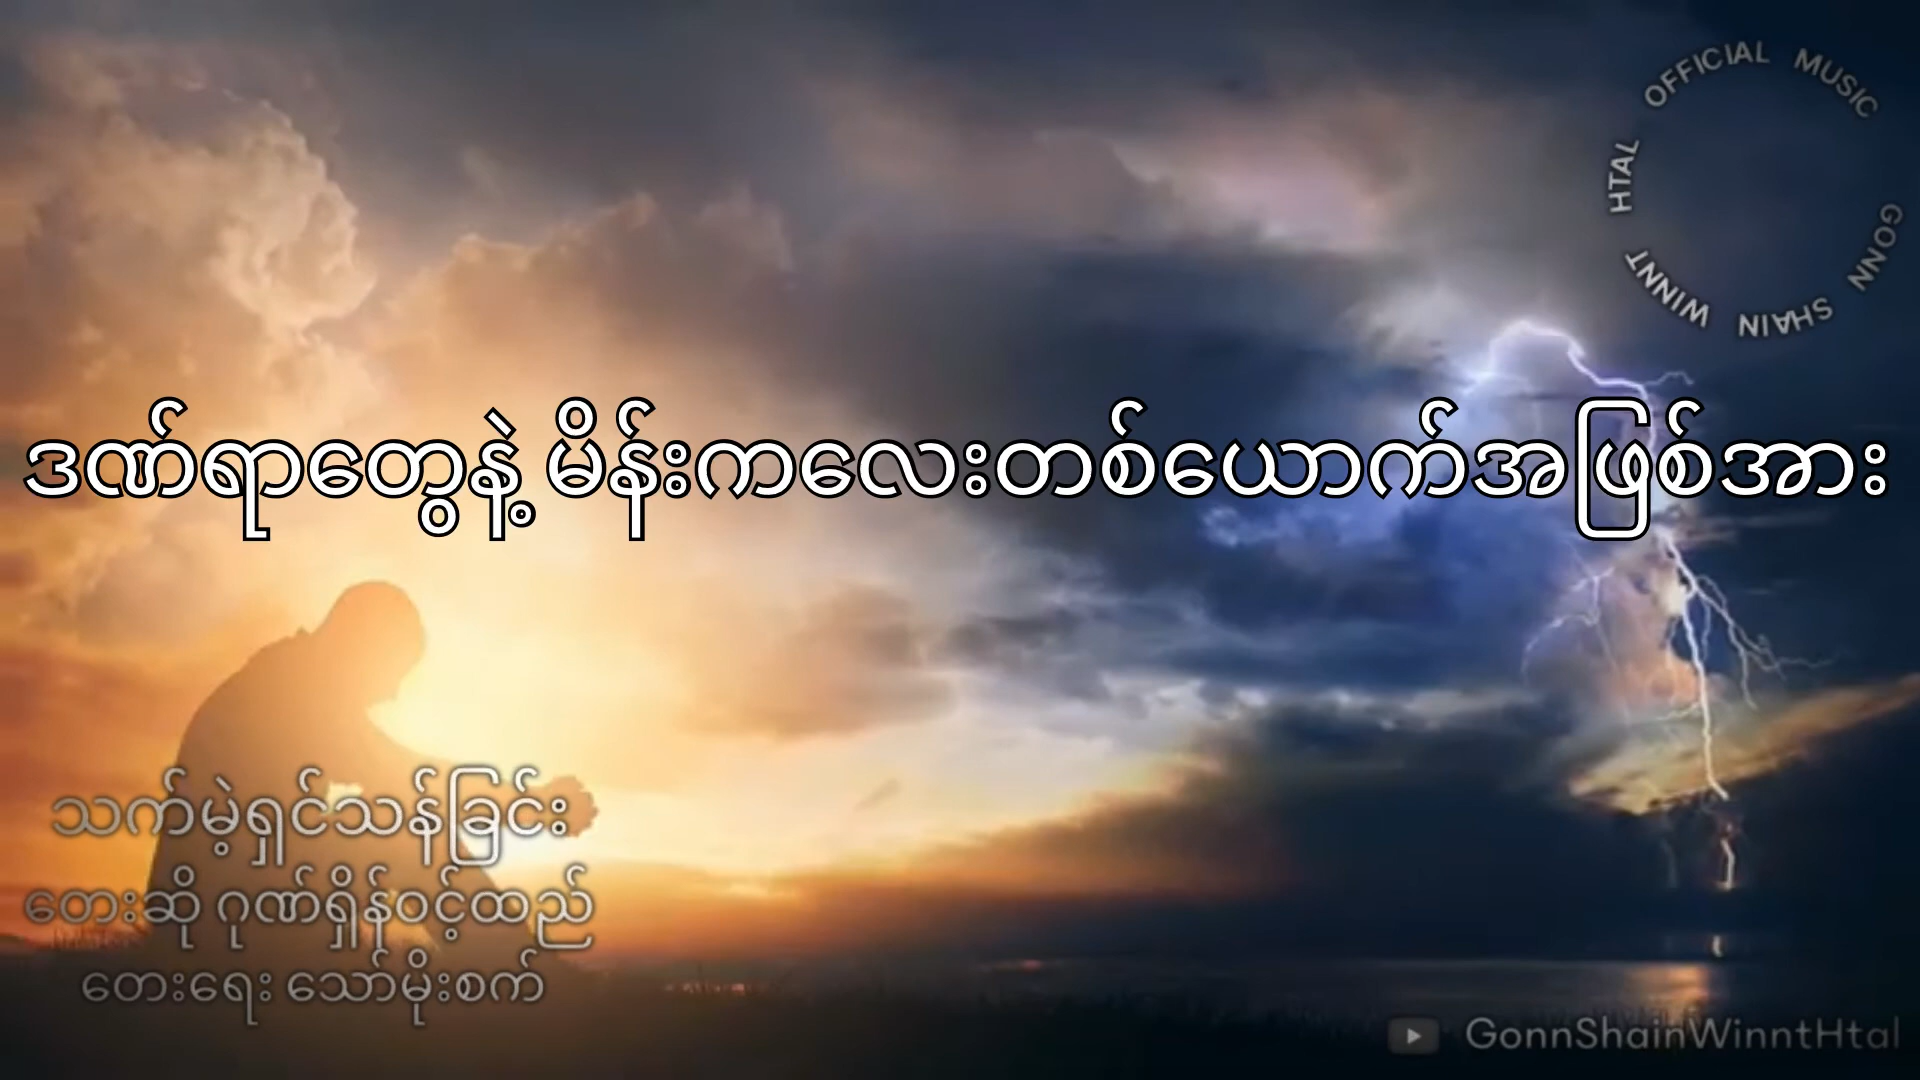 OFFICIAL MUSIC
GONN SHAIN WINNT HTAL
ဒဏ်ရာတွေနဲ့ မိန်းကလေးတစ်ယောက်အဖြစ်အား
သက်မဲ့ရှင်သန်ခြင်း
တေးဆို ဂုဏ်ရှိန်ဝင့်ထည်
တေးရေး သော်မိုးစက်
GonnShainWinntHtal